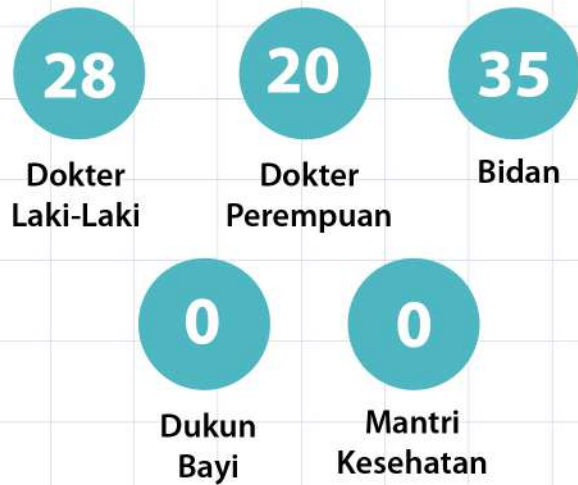 28
20
35
Dokter
Laki-Laki
Dokter
Perempuan
Bidan
0
0
Dukun
Bayi
Mantri
Kesehatan